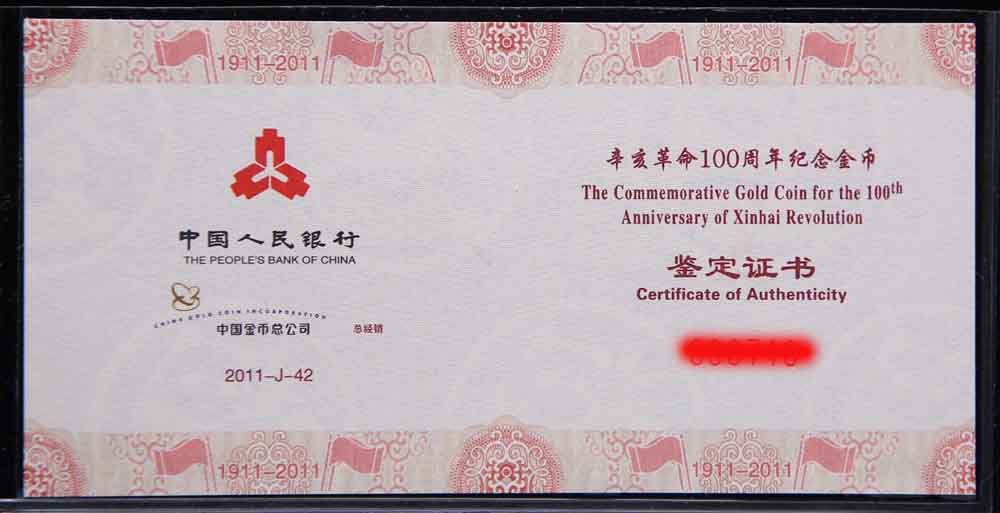 1911-2011
1911-2011
中国人民银行
THE PEOPLE'S BANK OF CHINA
CHINA GOLD COIN INCORPORATION
中国金币总公司 总经销
2011-J-42
辛亥革命100周年纪念金币
The Commemorative Gold Coin for the 100th
Anniversary of Xinhai Revolution
鉴定证书
Certificate of Authenticity
1911-2011
1911-2011